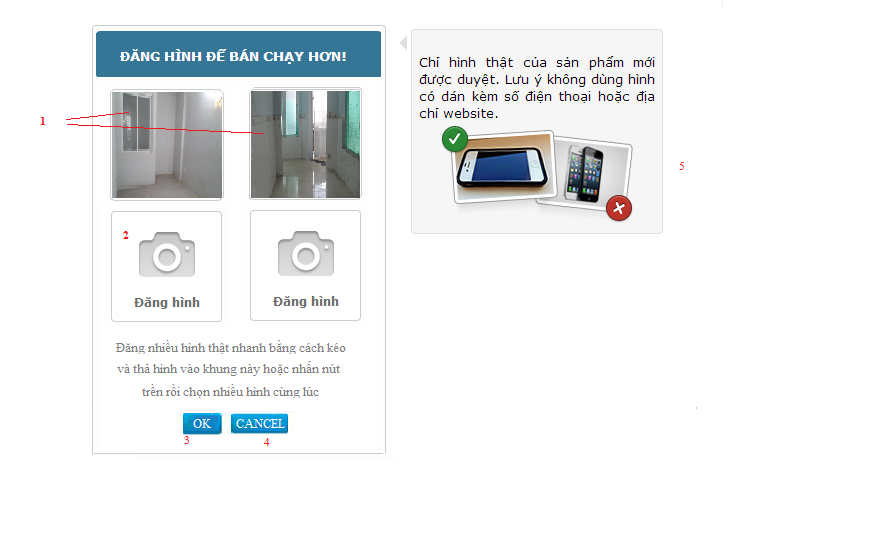 ĐĂNG HÌNH ĐỂ BÁN CHẠY HƠN!
1
2
Đăng hình
Đăng hình
Đăng nhiều hình thật nhanh bằng cách kéo
và thả hình vào khung này hoặc nhấn nút
trên rồi chọn nhiều hình cùng lúc
OK
CANCEL
3
4
Chỉ hình thật của sản phẩm mới
được duyệt. Lưu ý không dùng hình
có dán kèm số điện thoại hoặc địa
chỉ website.
5